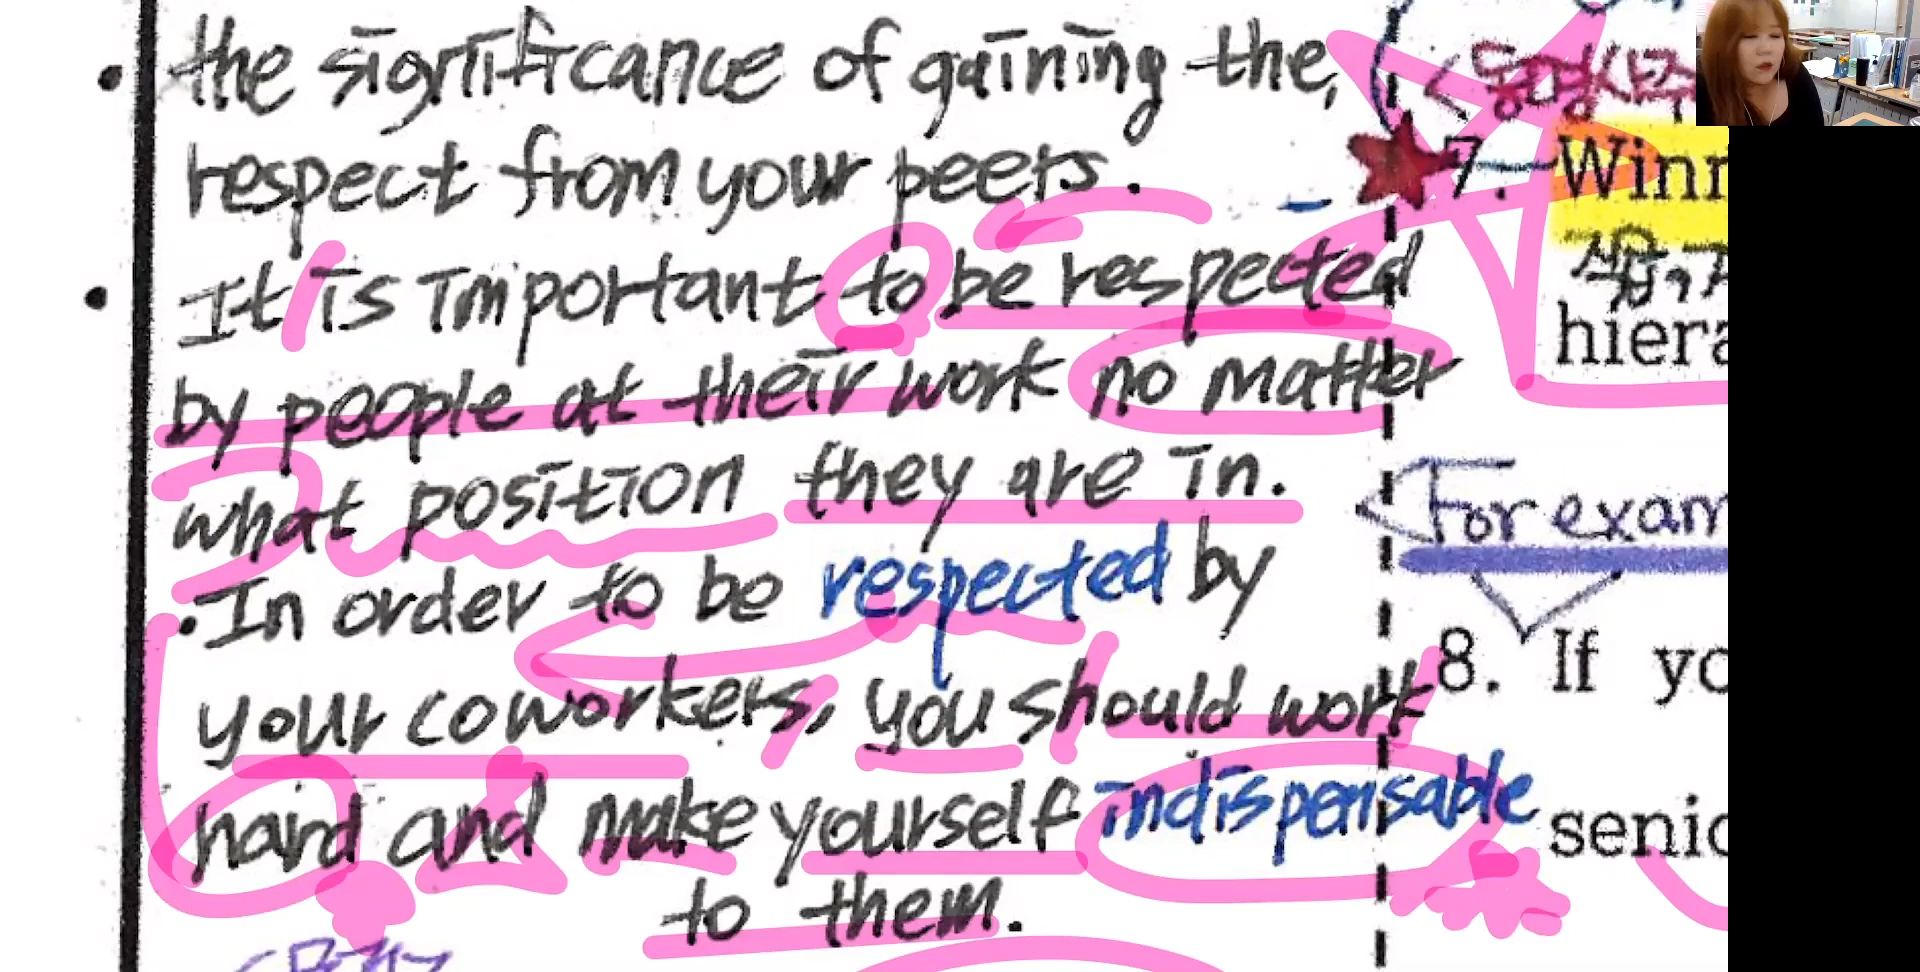 • the significance of gaining the
respect from your peers.
• It is important to be respected
by people at their work no matter
what position they are in.
• In order to be respected by
your coworkers, you should work
hard and make yourself indispensable
to them.
7. Winn
hiera
For exam
8. If yo
senio